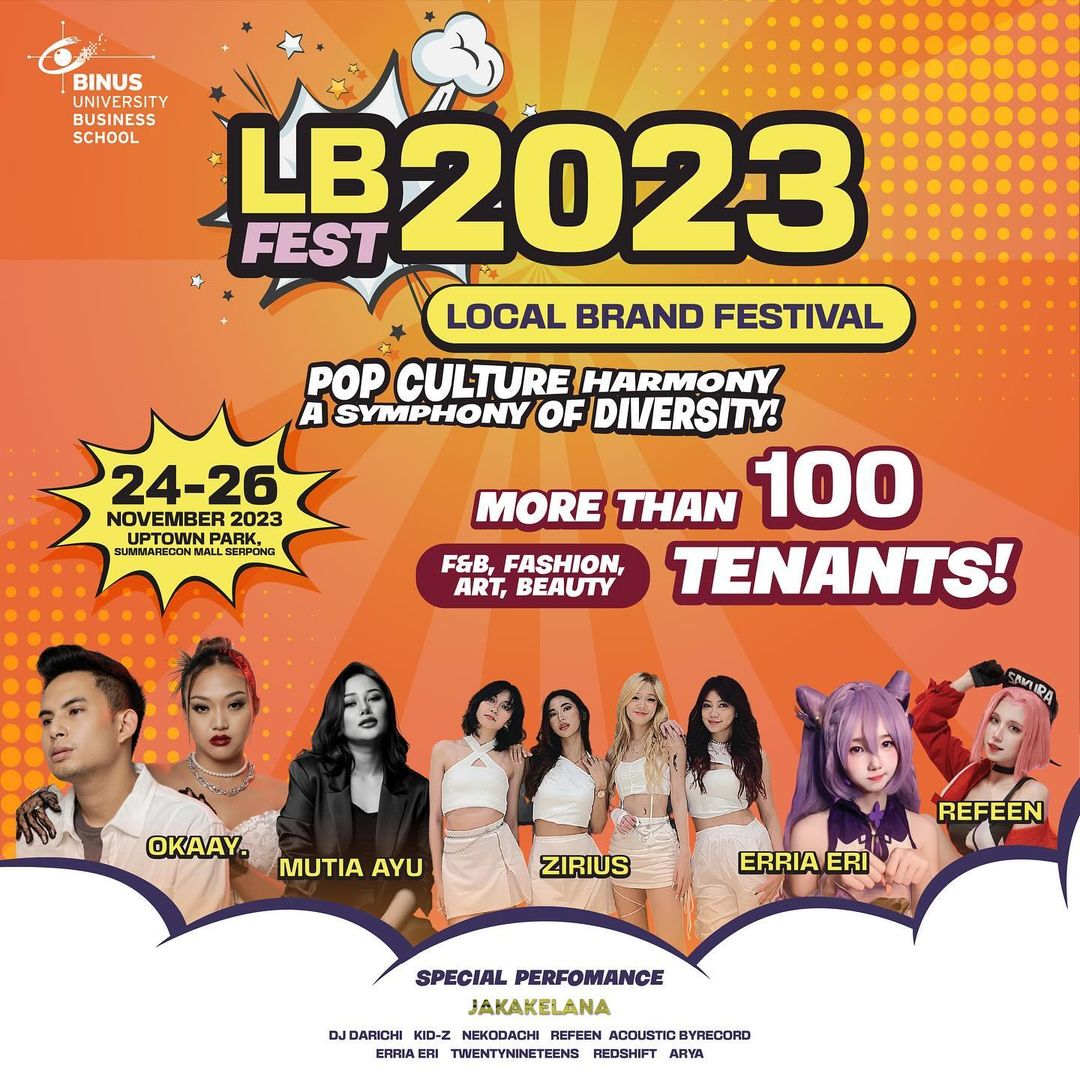 BINUS
UNIVERSITY
BUSINESS
SCHOOL
LB
FEST
2023
LOCAL BRAND FESTIVAL
POP CULTURE HARMONY
A SYMPHONY OF DIVERSITY!
24-26
NOVEMBER 2023
UPTOWN PARK,
SUMMARECON MALL SERPONG
MORE THAN 100
F&B, FASHION,
ART, BEAUTY
TENANTS!
SAKURA
OKAAY.
MUTIA AYU
ZIRIUS
ERRIA ERI
REFEEN
SPECIAL PERFOMANCE
JAKAKELANA
DJ DARICHI KID-Z NEKODACHI REFEEN ACOUSTIC BYRECORD
ERRIA ERI TWENTYNINETEENS REDSHIFT ARYA